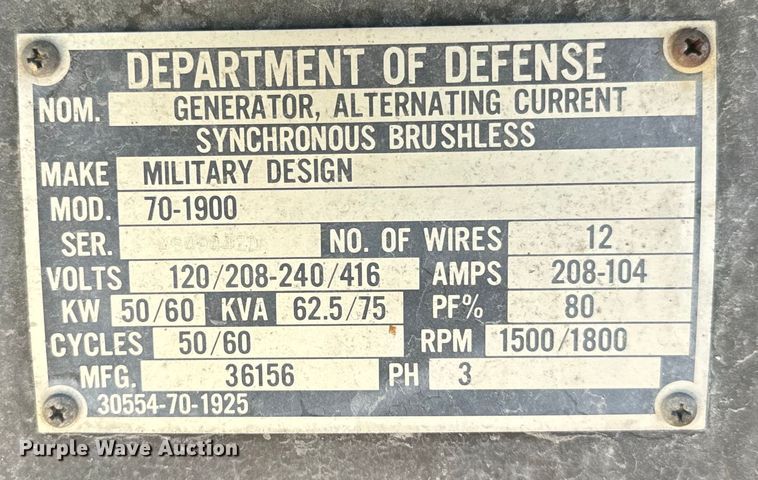 DEPARTMENT OF DEFENSE
NOM. GENERATOR, ALTERNATING CURRENT
SYNCHRONOUS BRUSHLESS
MAKE MILITARY DESIGN
MOD. 70-1900
SER. NO. OF WIRES 12
VOLTS 120/208-240/416 AMPS 208-104
KW 50/60 KVA 62.5/75 PF% 80
CYCLES 50/60 RPM 1500/1800
MFG. 36156 PH 3
30554-70-1925
Purple Wave Auction